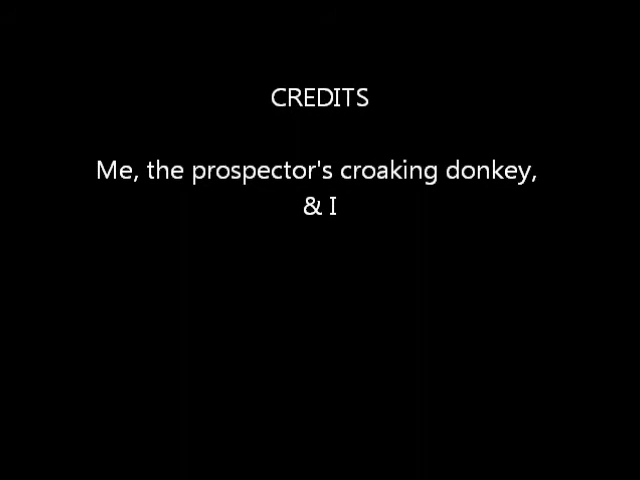 CREDITS
Me, the prospector's croaking donkey,
& I